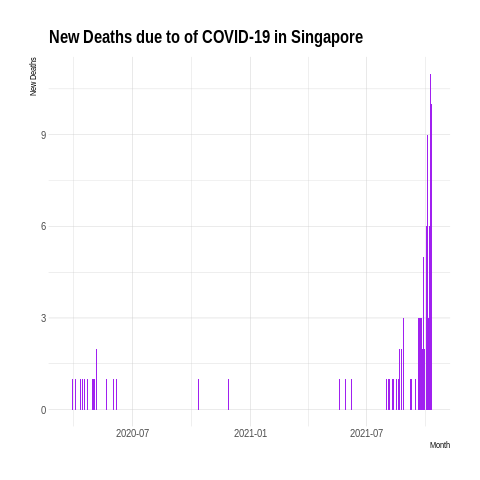 New Deaths due to of COVID-19 in Singapore
New Deaths
9
6
3
0
2020-07 2021-01 2021-07
Month